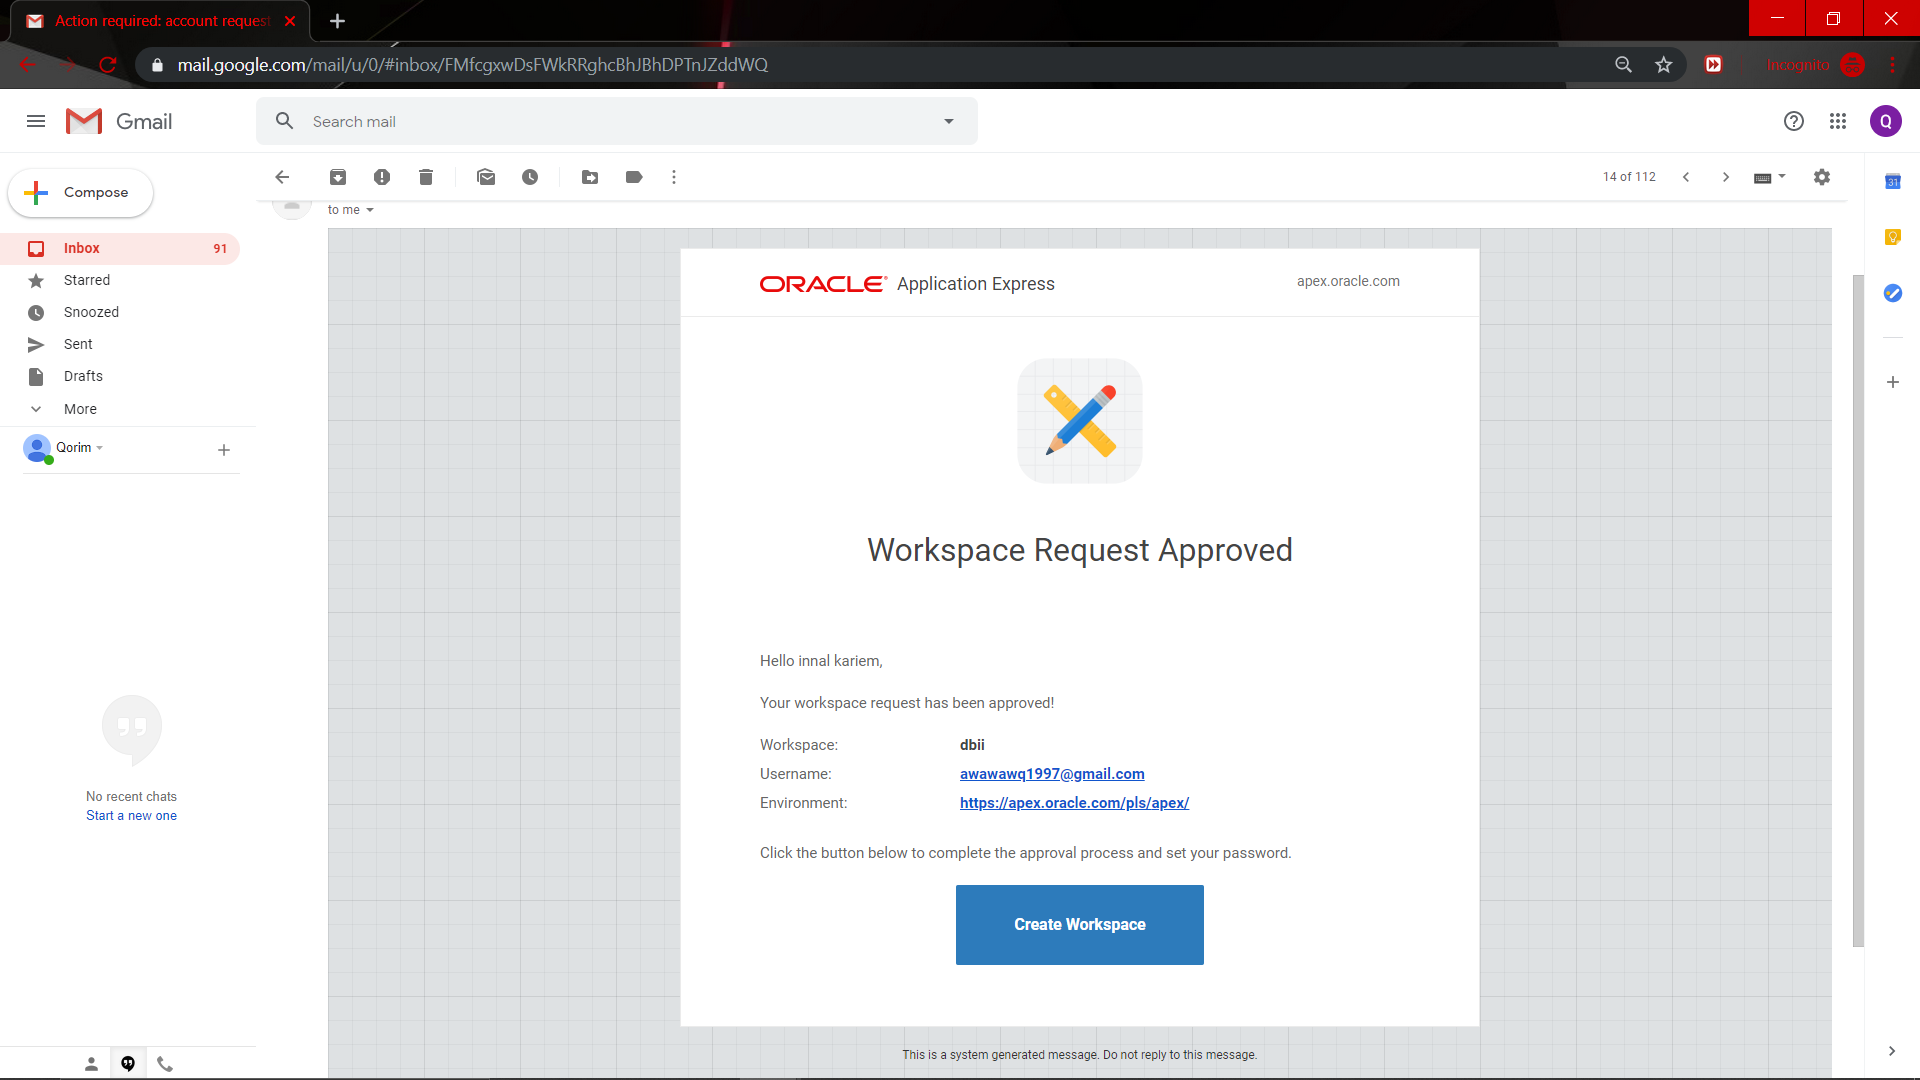 Action required: account request
mail.google.com/mail/u/0/#inbox/FMfcgxwDsFWkRRghcBhJBhDPTnJZddWQ
Incognito
Gmail
Search mail
Q
Compose
14 of 112
31
Inbox 91
Starred
Snoozed
Sent
Drafts
More
Qorim
No recent chats
Start a new one
to me
ORACLE Application Express
apex.oracle.com
Workspace Request Approved
Hello innal kariem,
Your workspace request has been approved!
Workspace: dbii
Username: awawawq1997@gmail.com
Environment: https://apex.oracle.com/pls/apex/
Click the button below to complete the approval process and set your password.
Create Workspace
This is a system generated message. Do not reply to this message.